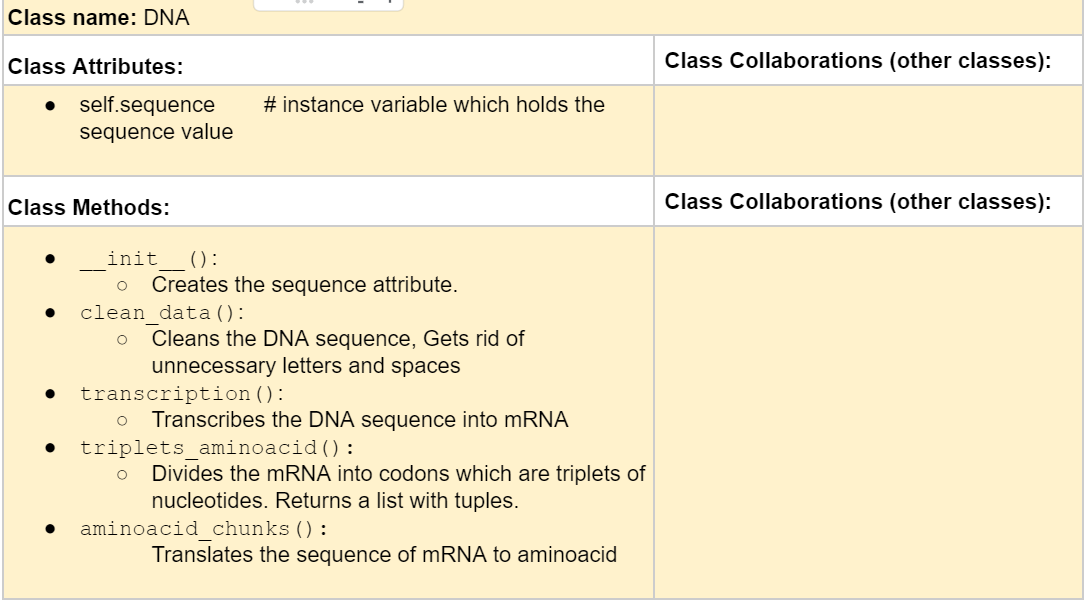 Class name: DNA
Class Attributes:
Class Collaborations (other classes):
● self.sequence # instance variable which holds the
sequence value
Class Methods:
Class Collaborations (other classes):
● __init__():
○ Creates the sequence attribute.
● clean_data():
○ Cleans the DNA sequence, Gets rid of
unnecessary letters and spaces
● transcription():
○ Transcribes the DNA sequence into mRNA
● triplets_aminoacid():
○ Divides the mRNA into codons which are triplets of
nucleotides. Returns a list with tuples.
● aminoacid_chunks():
Translates the sequence of mRNA to aminoacid